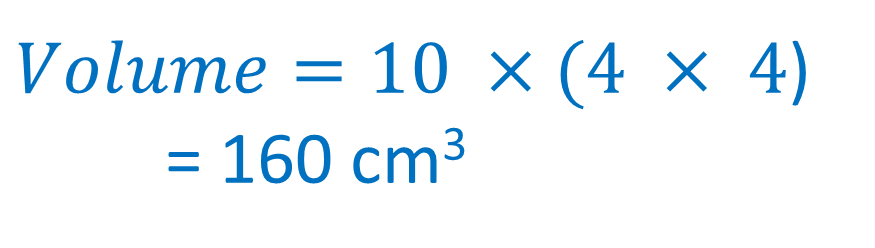 Volume = 10 × (4 × 4)
= 160 cm³